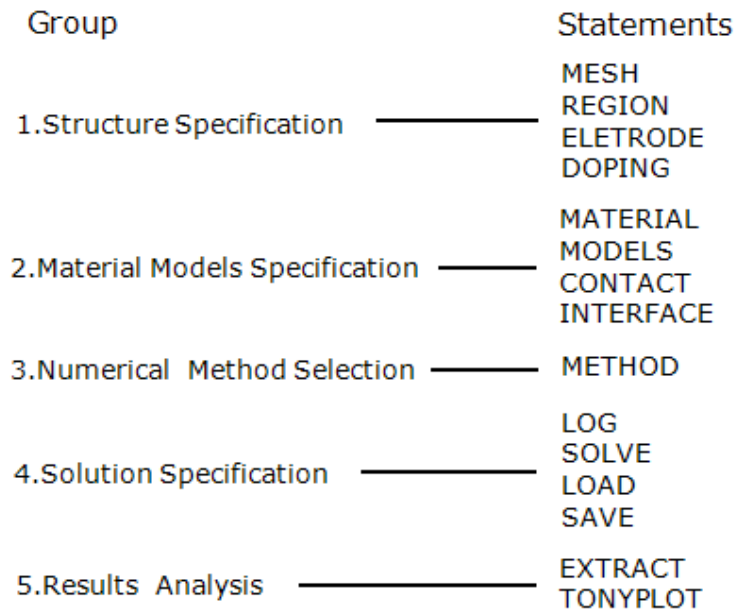 Group Statements
1.Structure Specification
MESH
REGION
ELETRODE
DOPING
2.Material Models Specification
MATERIAL
MODELS
CONTACT
INTERFACE
3.Numerical Method Selection
METHOD
4.Solution Specification
LOG
SOLVE
LOAD
SAVE
5.Results Analysis
EXTRACT
TONYPLOT